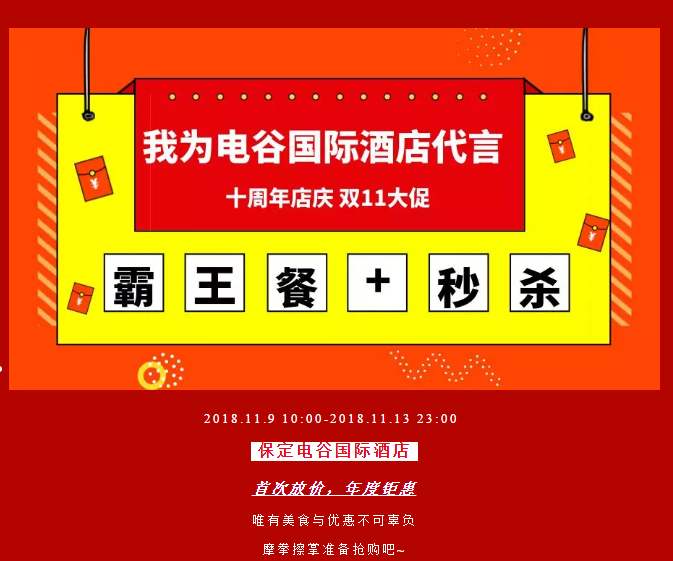 我为电谷国际酒店代言
十周年店庆 双11大促
霸王餐+秒杀
2018.11.9 10:00-2018.11.13 23:00
保定电谷国际酒店
首次放价，年度钜惠
唯有美食与优惠不可辜负
摩拳擦掌准备抢购吧~